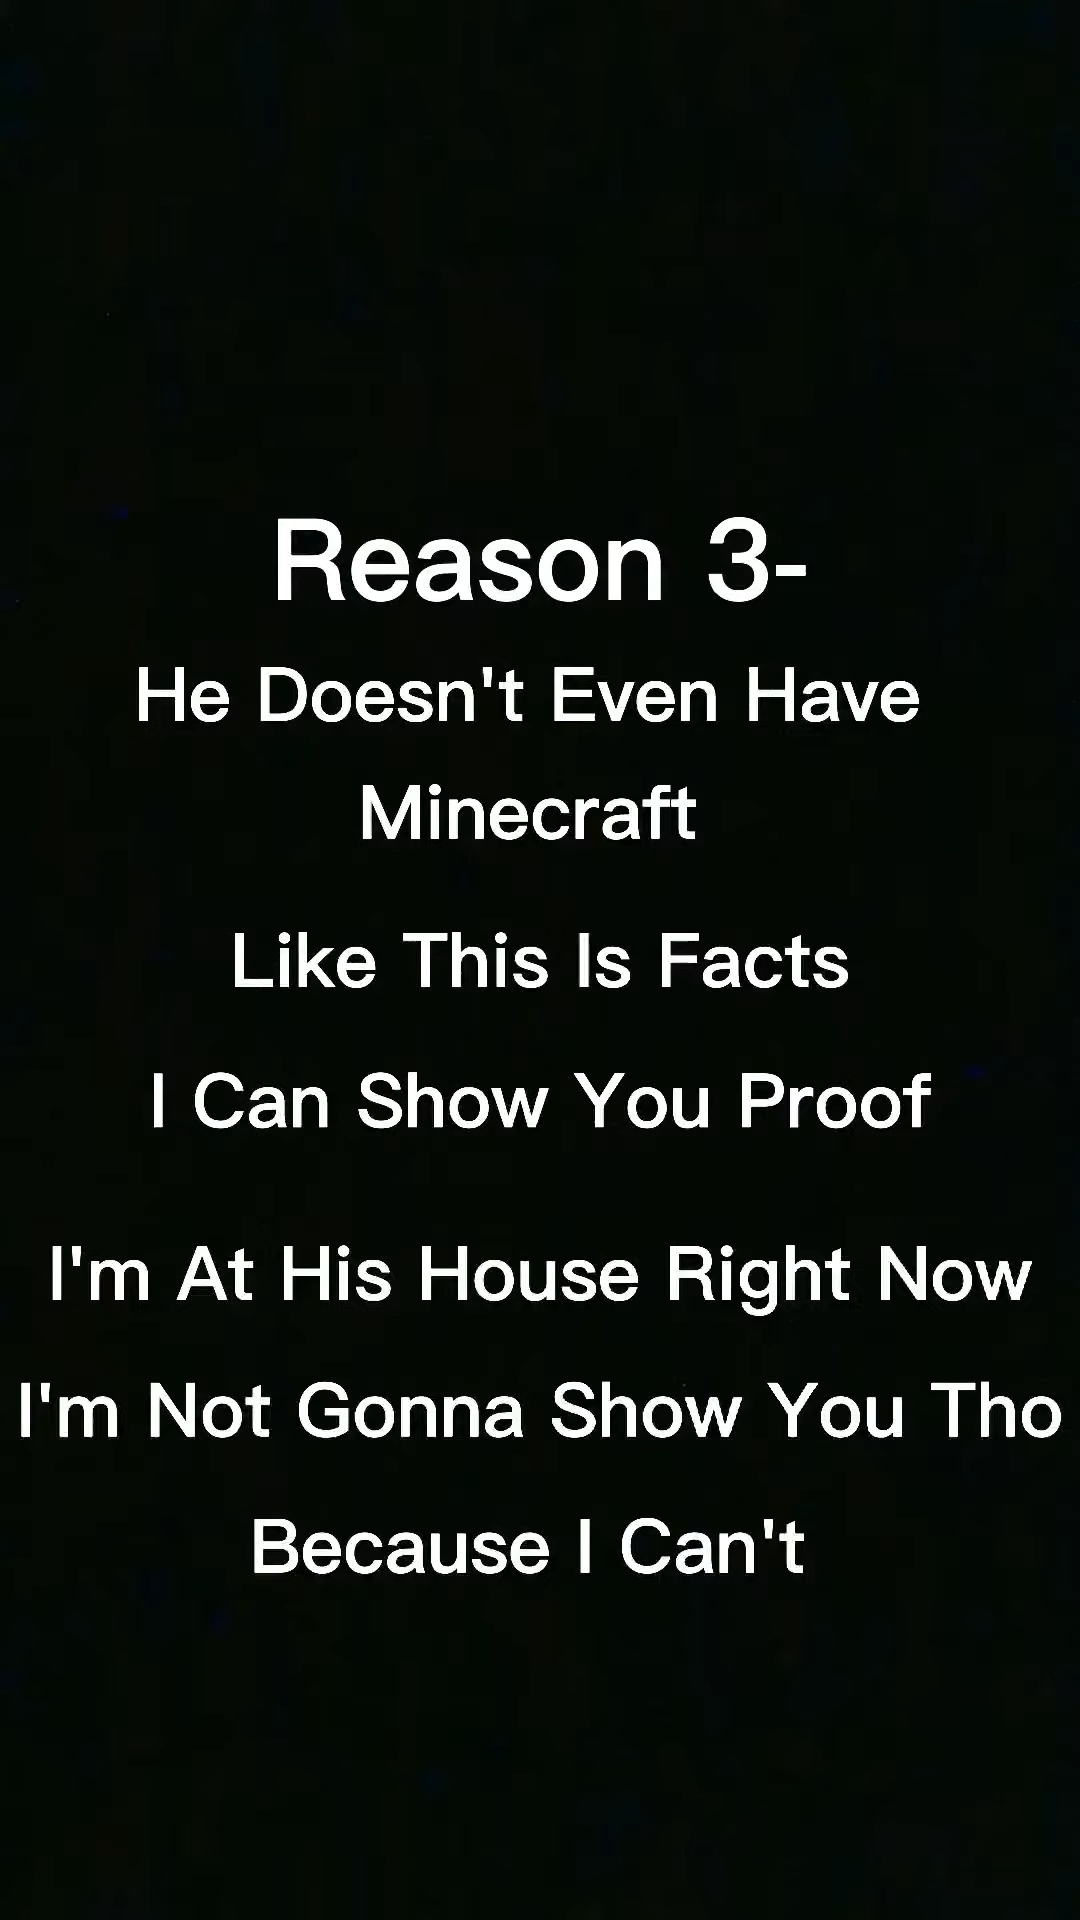 Reason 3-
He Doesn't Even Have
Minecraft
Like This Is Facts
I Can Show You Proof
I'm At His House Right Now
I'm Not Gonna Show You Tho
Because I Can't